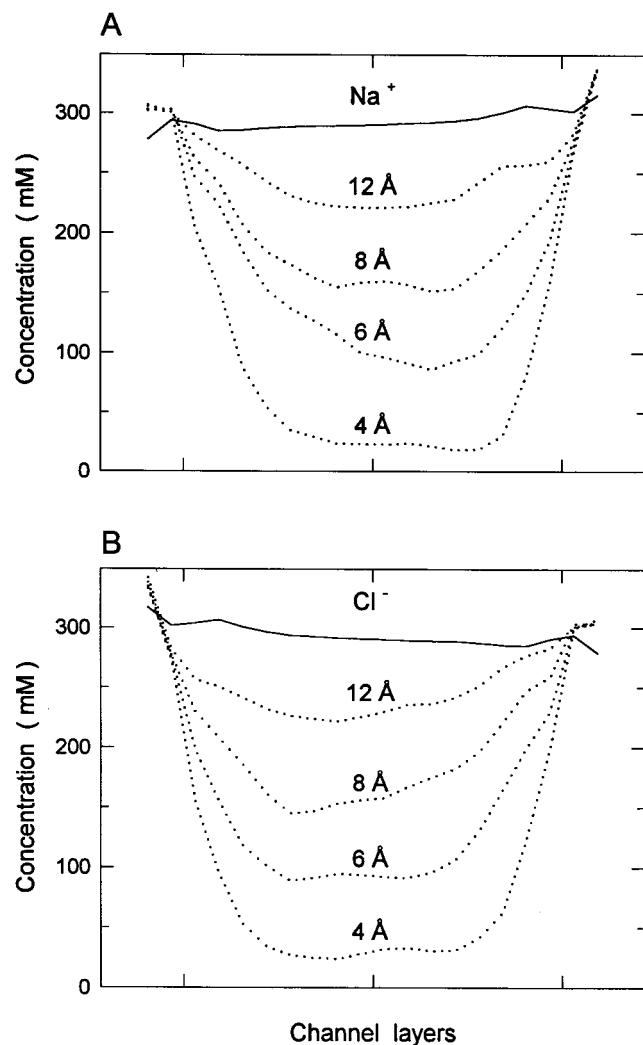 A
Na⁺
12 Å
8 Å
6 Å
4 Å
300
200
100
0
Concentration ( mM )
B
Cl⁻
12 Å
8 Å
6 Å
4 Å
300
200
100
0
Concentration ( mM )
Channel layers